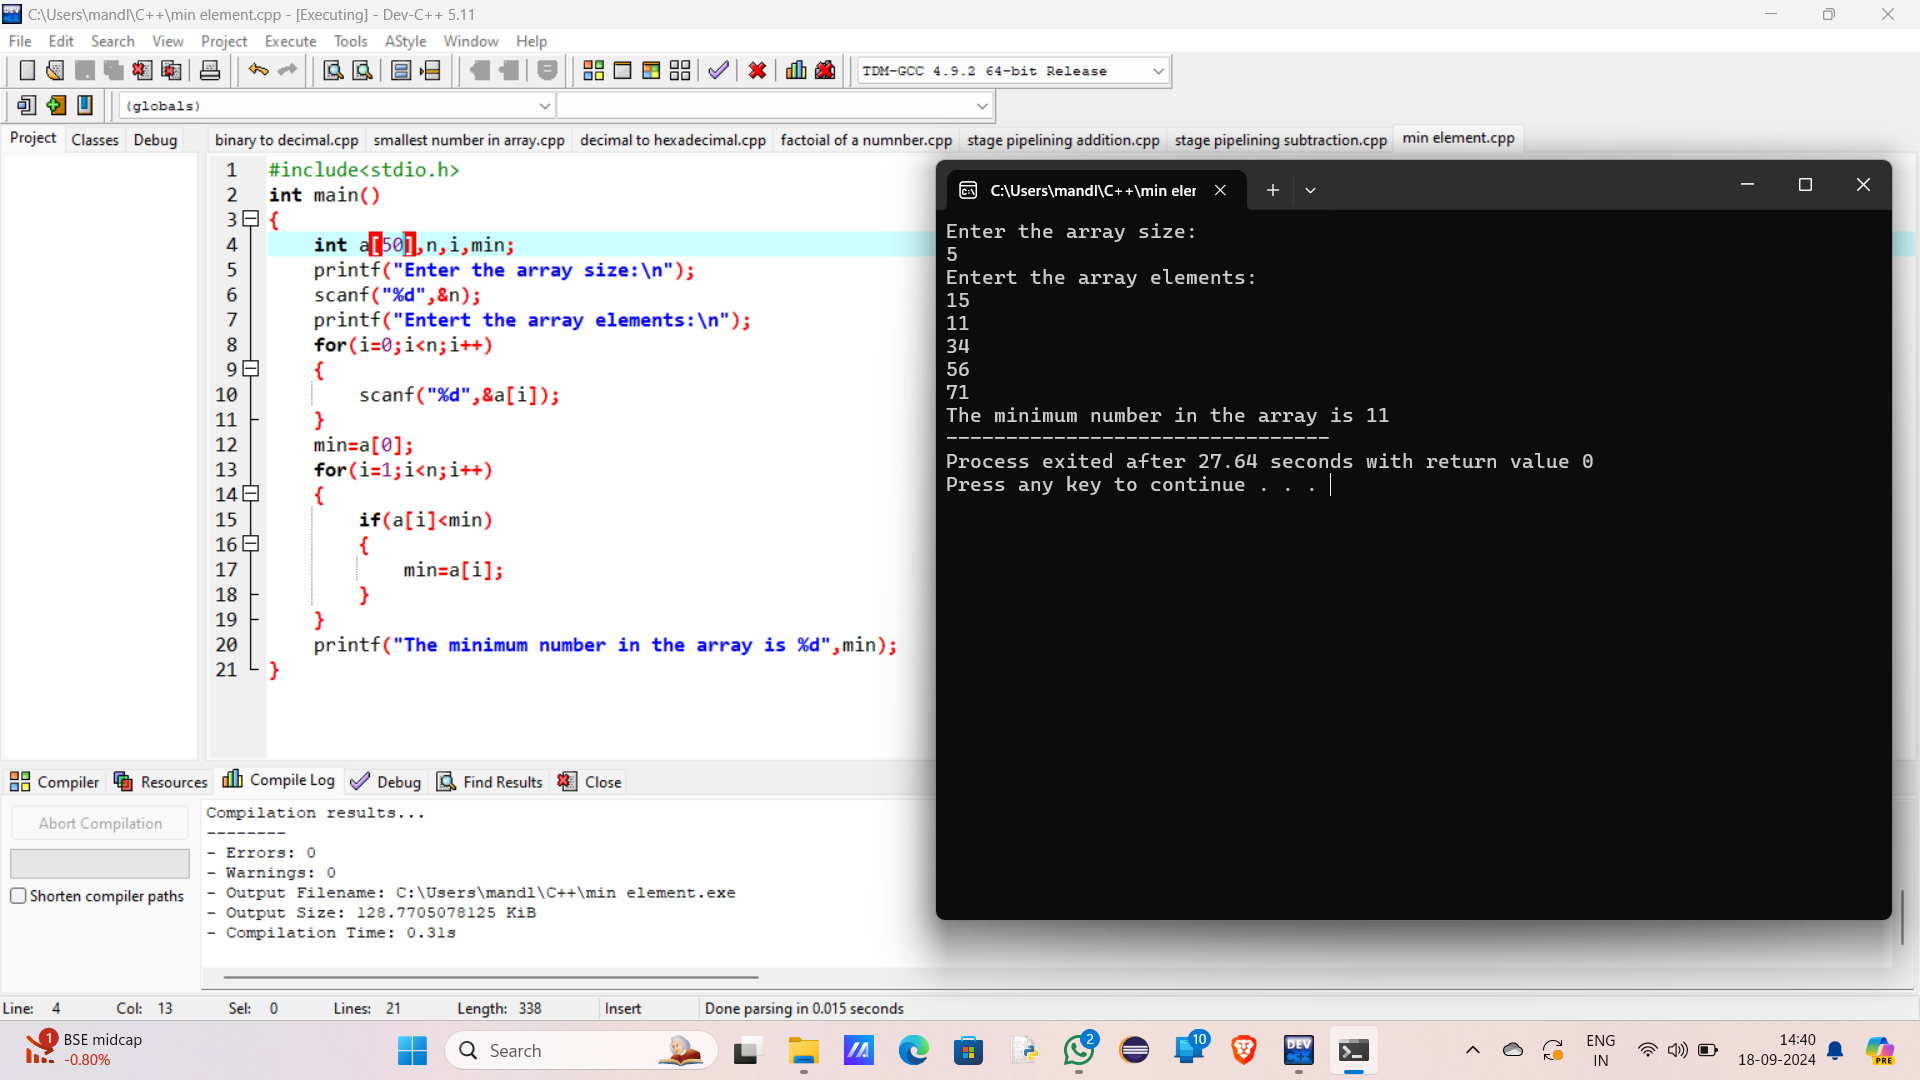 C:\Users\mandl\C++\min element.cpp - [Executing] - Dev-C++ 5.11
File Edit Search View Project Execute Tools AStyle Window Help
TDM-GCC 4.9.2 64-bit Release
(globals)
Project Classes Debug
binary to decimal.cpp smallest number in array.cpp decimal to hexadecimal.cpp factoial of a numnber.cpp stage pipelining addition.cpp stage pipelining subtraction.cpp min element.cpp
1 #include<stdio.h>
2 int main()
3 {
4 int a[50],n,i,min;
5 printf("Enter the array size:\n");
6 scanf("%d",&n);
7 printf("Entert the array elements:\n");
8 for(i=0;i<n;i++)
9 {
10 scanf("%d",&a[i]);
11 }
12 min=a[0];
13 for(i=1;i<n;i++)
14 {
15 if(a[i]<min)
16 {
17 min=a[i];
18 }
19 }
20 printf("The minimum number in the array is %d",min);
21 }
C:\Users\mandl\C++\min eler
Enter the array size:
5
Entert the array elements:
15
11
34
56
71
The minimum number in the array is 11
--------------------------------
Process exited after 27.64 seconds with return value 0
Press any key to continue . . .
Compiler Resources Compile Log Debug Find Results Close
Abort Compilation
Shorten compiler paths
Compilation results...
--------
- Errors: 0
- Warnings: 0
- Output Filename: C:\Users\mandl\C++\min element.exe
- Output Size: 128.7705078125 KiB
- Compilation Time: 0.31s
Line: 4 Col: 13 Sel: 0 Lines: 21 Length: 338 Insert Done parsing in 0.015 seconds
1
BSE midcap
-0.80%
Search
2
10
DEV
C++
ENG
IN
14:40
18-09-2024
PRE